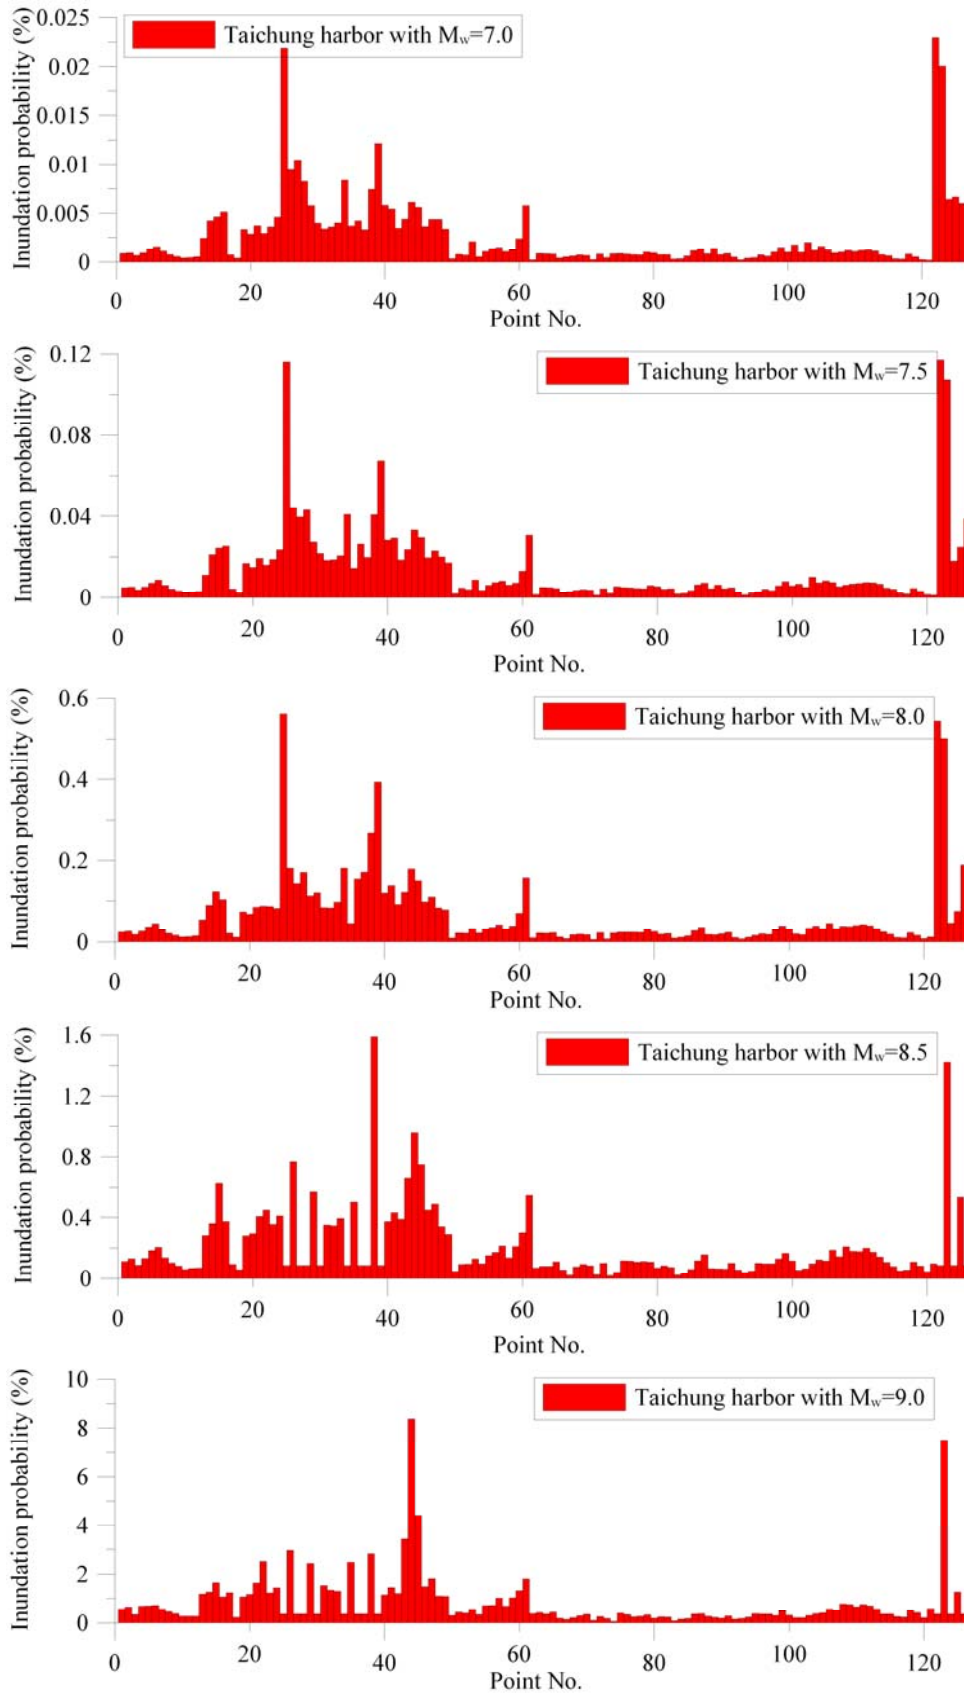 Inundation probability (%)
0.025
0.02
0.015
0.01
0.005
0
Taichung harbor with Mw=7.0
0 20 40 60 80 100 120
Point No.
Inundation probability (%)
0.12
0.08
0.04
0
Taichung harbor with Mw=7.5
0 20 40 60 80 100 120
Point No.
Inundation probability (%)
0.6
0.4
0.2
0
Taichung harbor with Mw=8.0
0 20 40 60 80 100 120
Point No.
Inundation probability (%)
1.6
1.2
0.8
0.4
0
Taichung harbor with Mw=8.5
0 20 40 60 80 100 120
Point No.
Inundation probability (%)
10
8
6
4
2
0
Taichung harbor with Mw=9.0
0 20 40 60 80 100 120
Point No.